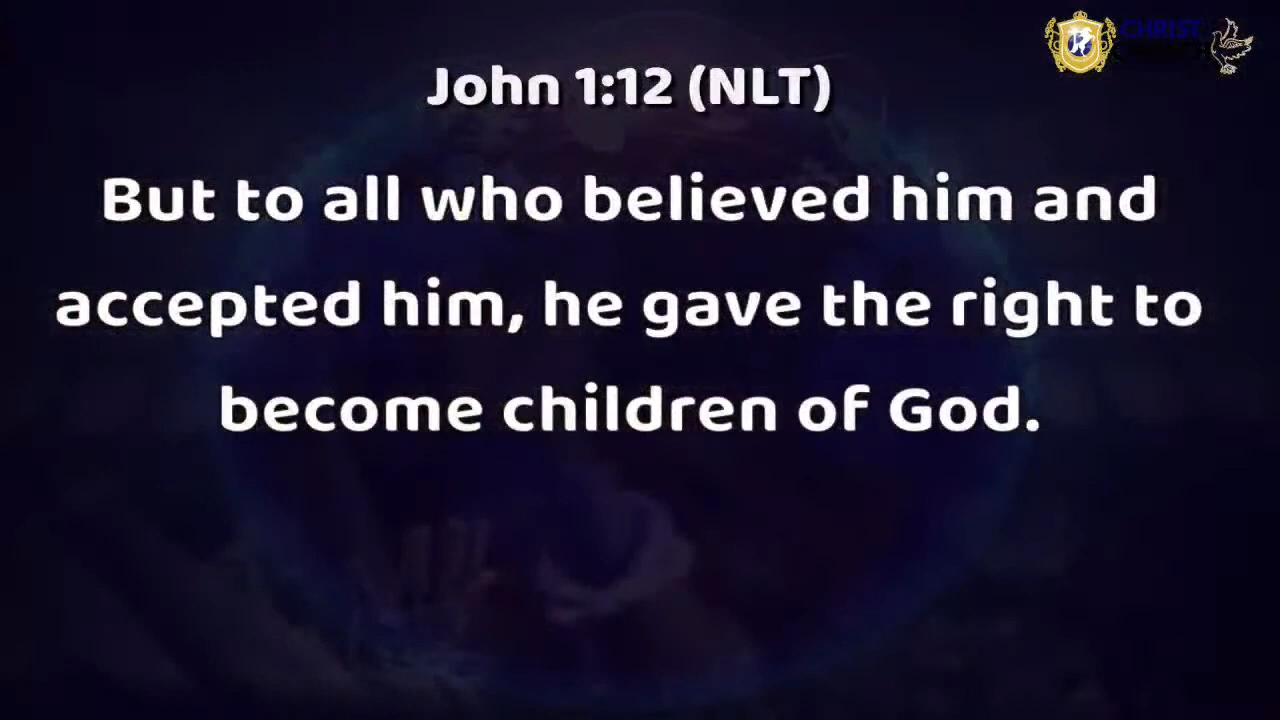 CHRIST
John 1:12 (NLT)
But to all who believed him and
accepted him, he gave the right to
become children of God.